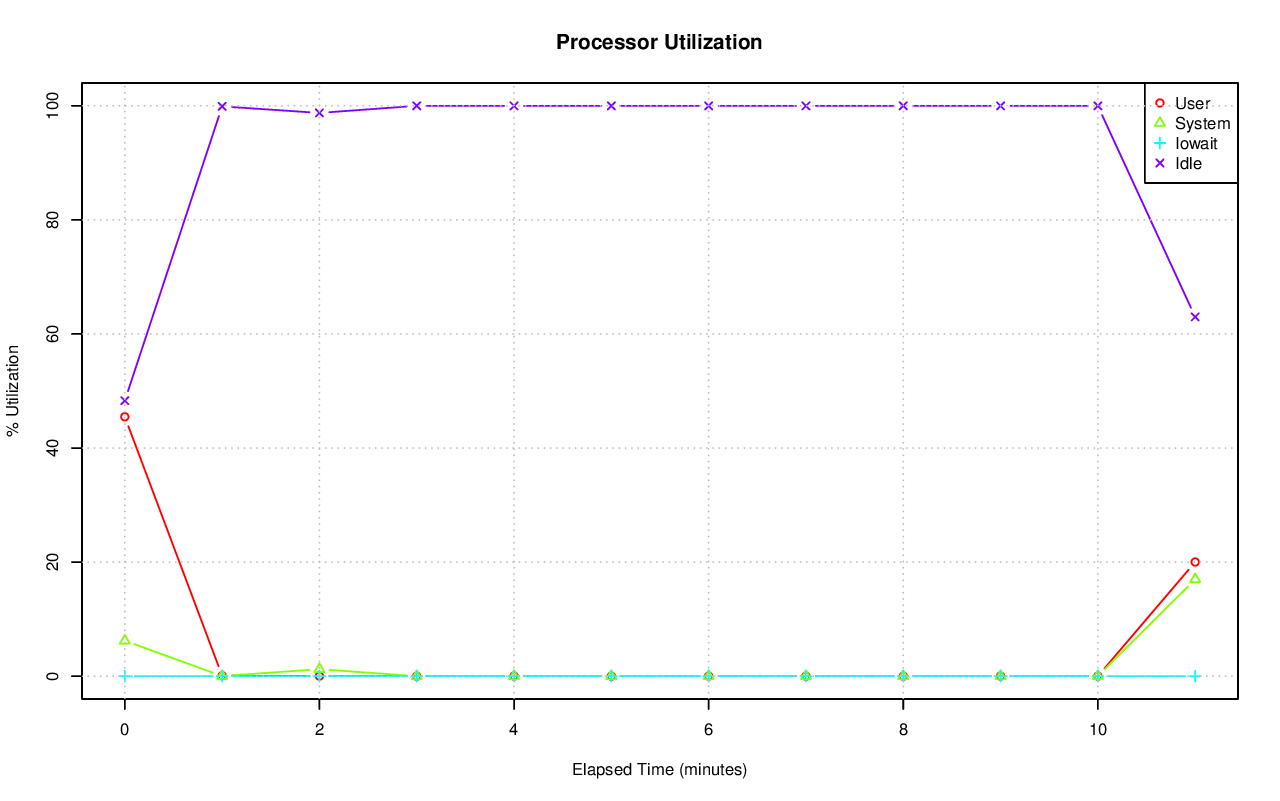 Processor Utilization
100
80
60
40
20
0
% Utilization
User
System
Iowait
Idle
0 2 4 6 8 10
Elapsed Time (minutes)